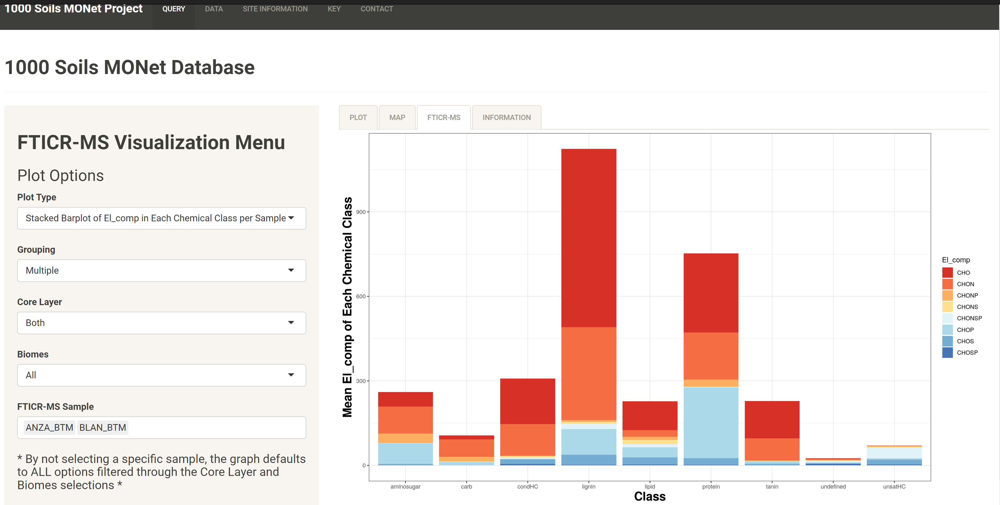 1000 Soils MONet Project QUERY DATA SITE INFORMATION KEY CONTACT
1000 Soils MONet Database
FTICR-MS Visualization Menu
Plot Options
Plot Type
Stacked Barplot of El_comp in Each Chemical Class per Sample
Grouping
Multiple
Core Layer
Both
Biomes
All
FTICR-MS Sample
ANZA_BTM BLAN_BTM
* By not selecting a specific sample, the graph defaults
to ALL options filtered through the Core Layer and
Biomes selections *
PLOT MAP FTICR-MS INFORMATION
Mean El_comp of Each Chemical Class
900
600
300
0
aminosugar carb condHC lignin lipid protein tanin undefined unsatHC
Class
El_comp
CHO
CHON
CHONP
CHONS
CHONSP
CHOP
CHOS
CHOSP